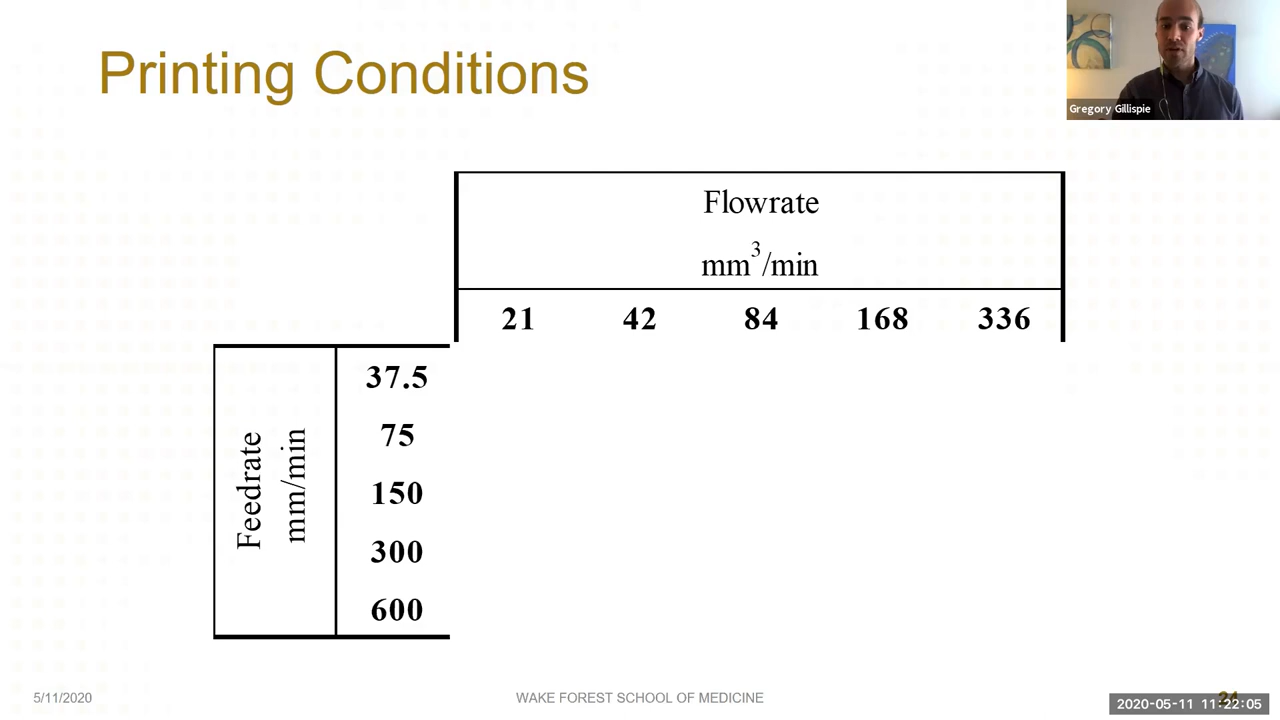 Printing Conditions
Gregory Gillispie
Flowrate
mm³/min
21 42 84 168 336
Feedrate
mm/min
37.5
75
150
300
600
5/11/2020
WAKE FOREST SCHOOL OF MEDICINE
2020-05-11 11:22:05